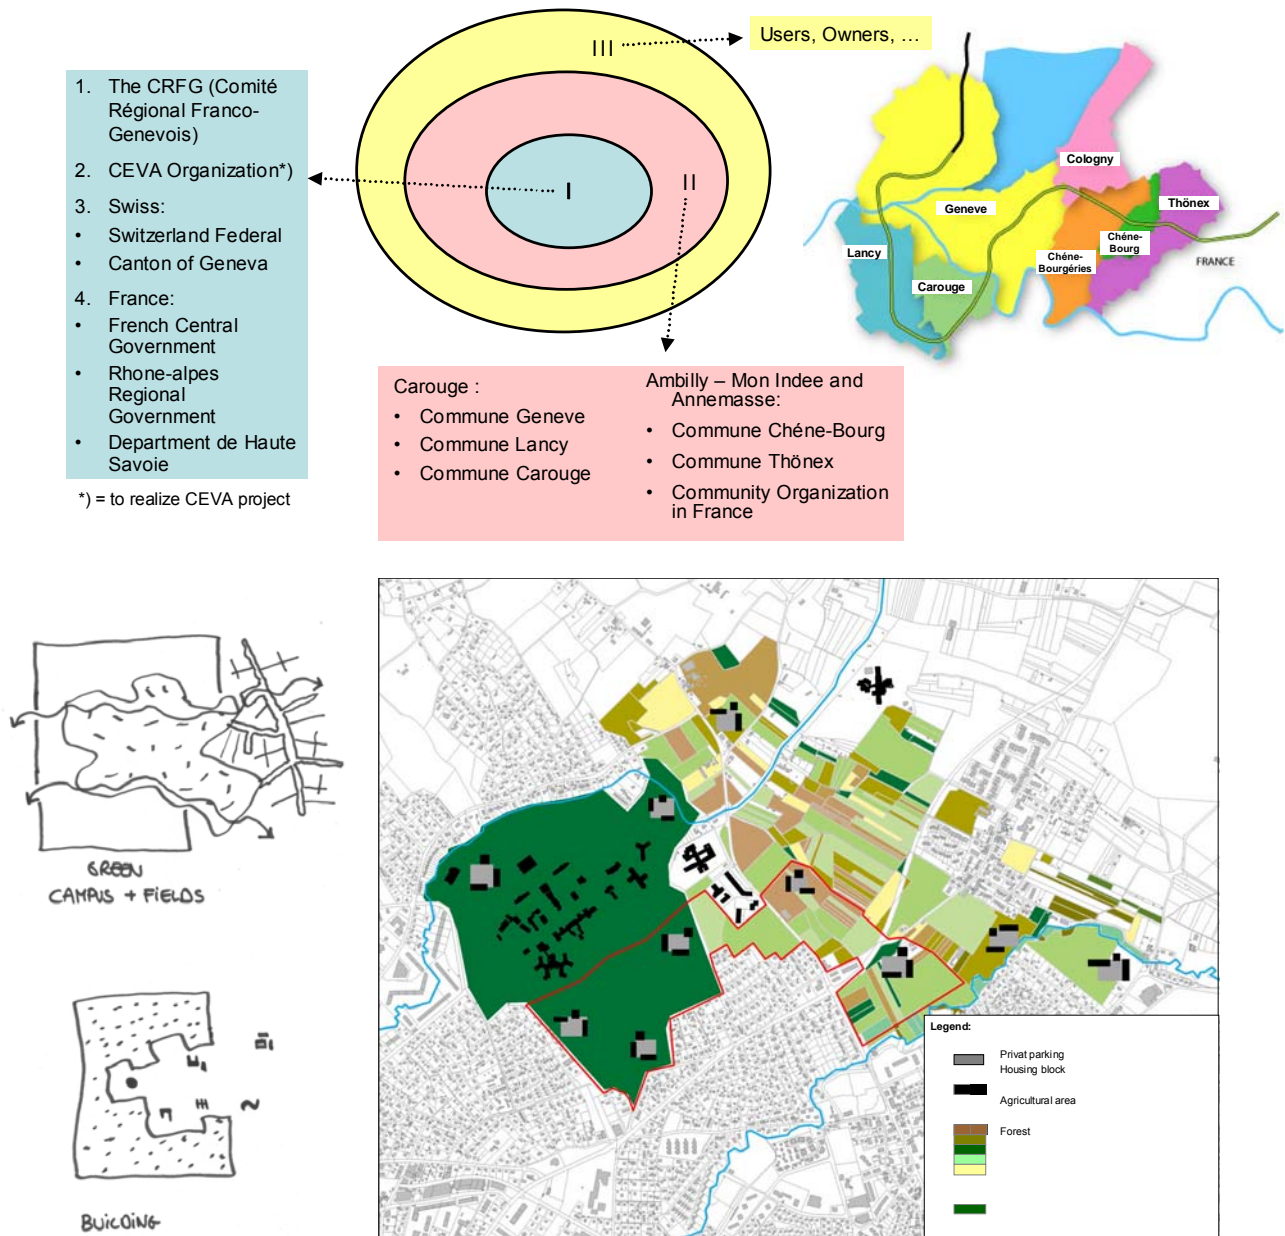 III
Users, Owners, …
1. The CRFG (Comité
Régional Franco-
Genevois)
2. CEVA Organization*)
3. Swiss:
• Switzerland Federal
• Canton of Geneva
4. France:
• French Central
Government
• Rhone-alpes
Regional
Government
• Department de Haute
Savoie
*) = to realize CEVA project
I
II
Cologny
Geneve
Thönex
Chéne-
Bourg
Chéne-
Bourgéries
Lancy
Carouge
FRANCE
Carouge :
• Commune Geneve
• Commune Lancy
• Commune Carouge
Ambilly – Mon Indee and
Annemasse:
• Commune Chéne-Bourg
• Commune Thönex
• Community Organization
in France
GREEN
CAMPUS + FIELDS
BUILDING
Legend:
Privat parking
Housing block
Agricultural area
Forest